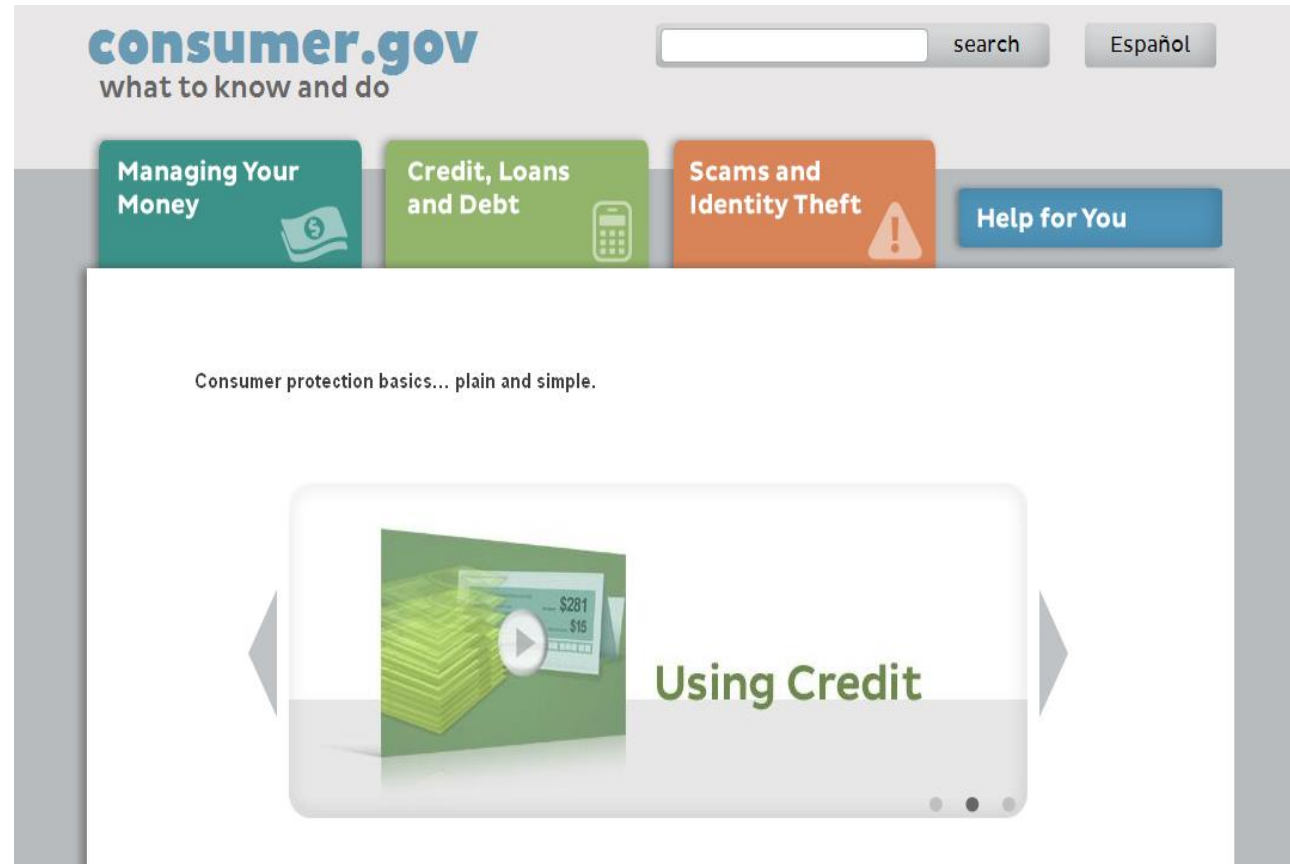 consumer.gov
what to know and do
search
Español
Managing Your
Money
Credit, Loans
and Debt
Scams and
Identity Theft
Help for You
Consumer protection basics... plain and simple.
$281
$15
Using Credit